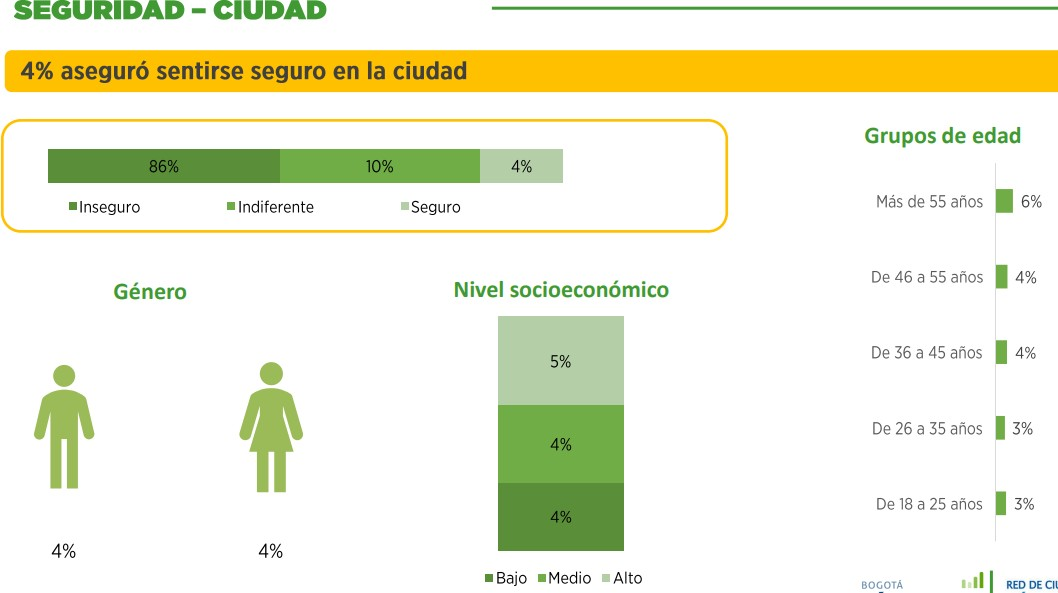 SEGURIDAD – CIUDAD
4% aseguró sentirse seguro en la ciudad
86% 10% 4%
Inseguro Indiferente Seguro
Género
4% 4%
Nivel socioeconómico
5%
4%
4%
Bajo Medio Alto
Grupos de edad
Más de 55 años 6%
De 46 a 55 años 4%
De 36 a 45 años 4%
De 26 a 35 años 3%
De 18 a 25 años 3%
BOGOTÁ
RED DE